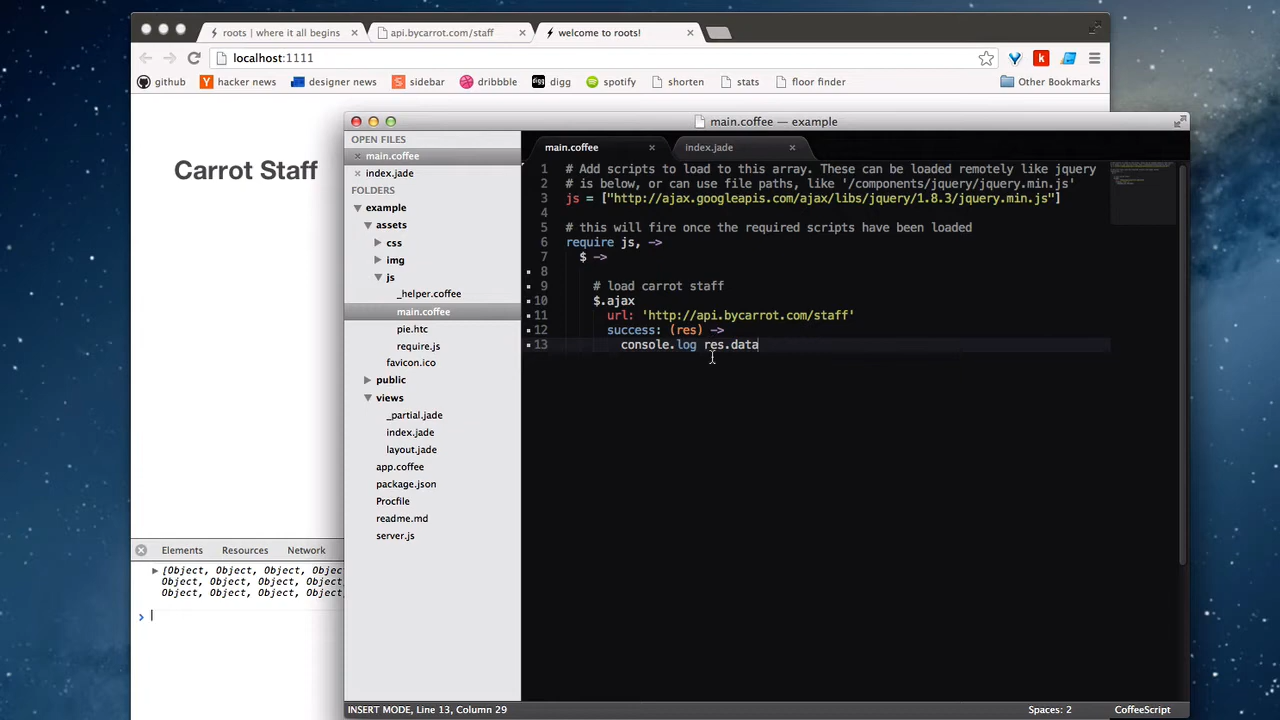 roots | where it all begins
api.bycarrot.com/staff
welcome to roots!
localhost:1111
github
hacker news
designer news
sidebar
dribbble
digg
digg
spotify
shorten
stats
floor finder
Other Bookmarks
Carrot Staff
main.coffee — example
OPEN FILES
main.coffee
index.jade
FOLDERS
example
assets
css
img
js
_helper.coffee
main.coffee
pie.htc
require.js
favicon.ico
public
views
_partial.jade
index.jade
layout.jade
app.coffee
package.json
Procfile
readme.md
server.js
main.coffee
index.jade
1 # Add scripts to load to this array. These can be loaded remotely like jquery
2 # is below, or can use file paths, like '/components/jquery/jquery.min.js'
3 js = ["http://ajax.googleapis.com/ajax/libs/jquery/1.8.3/jquery.min.js"]
4
5 # this will fire once the required scripts have been loaded
6 require js, ->
7 $ ->
8
9 # load carrot staff
10 $.ajax
11 url: 'http://api.bycarrot.com/staff'
12 success: (res) ->
13 console.log res.data
Elements
Resources
Network
[Object, Object, Object, Objec
Object, Object, Object, Object,
Object, Object, Object, Object,
INSERT MODE, Line 13, Column 29
Spaces: 2
CoffeeScript